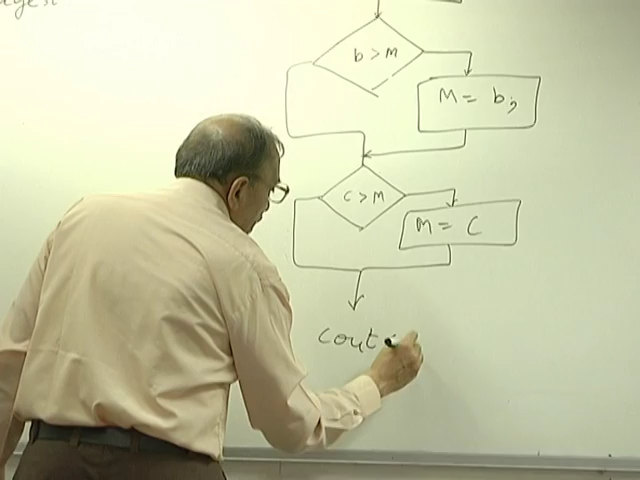 b > m
M = b;
c > M
m = c
cout